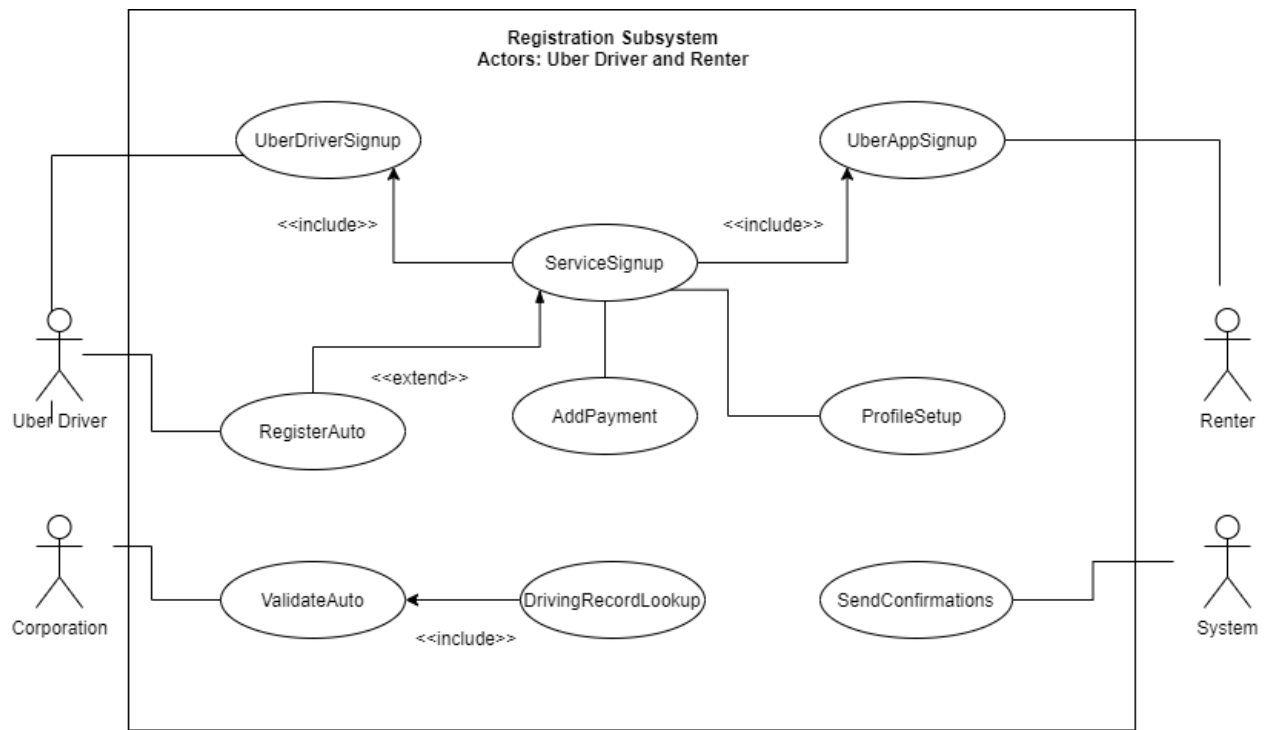 Registration Subsystem
Actors: Uber Driver and Renter
UberDriverSignup
UberAppSignup
<<include>>
<<include>>
ServiceSignup
<<extend>>
Uber Driver
RegisterAuto
AddPayment
ProfileSetup
Renter
ValidateAuto
DrivingRecordLookup
SendConfirmations
Corporation
<<include>>
System